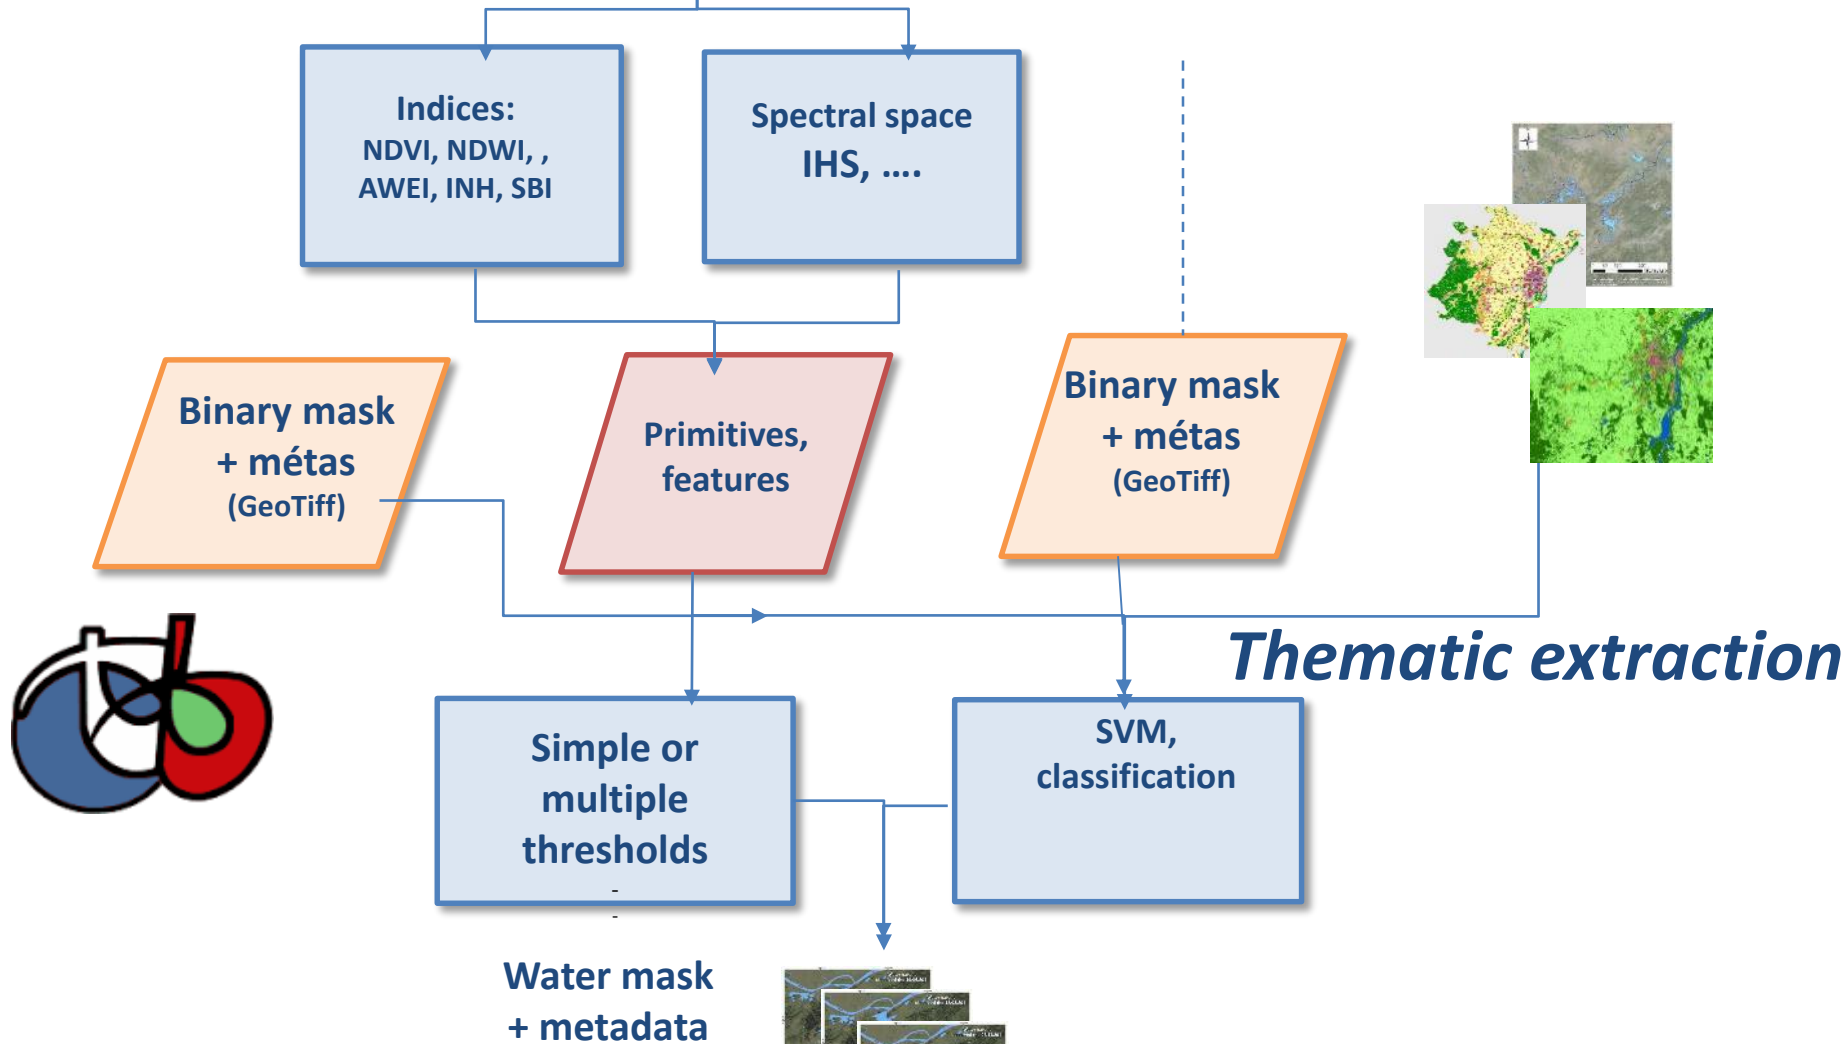 Indices:
NDVI, NDWI, ,
AWEI, INH, SBI
Spectral space
IHS, ....
Binary mask
+ métas
(GeoTiff)
Primitives,
features
Binary mask
+ métas
(GeoTiff)
Thematic extraction
Simple or
multiple
thresholds
-
-
SVM,
classification
Water mask
+ metadata